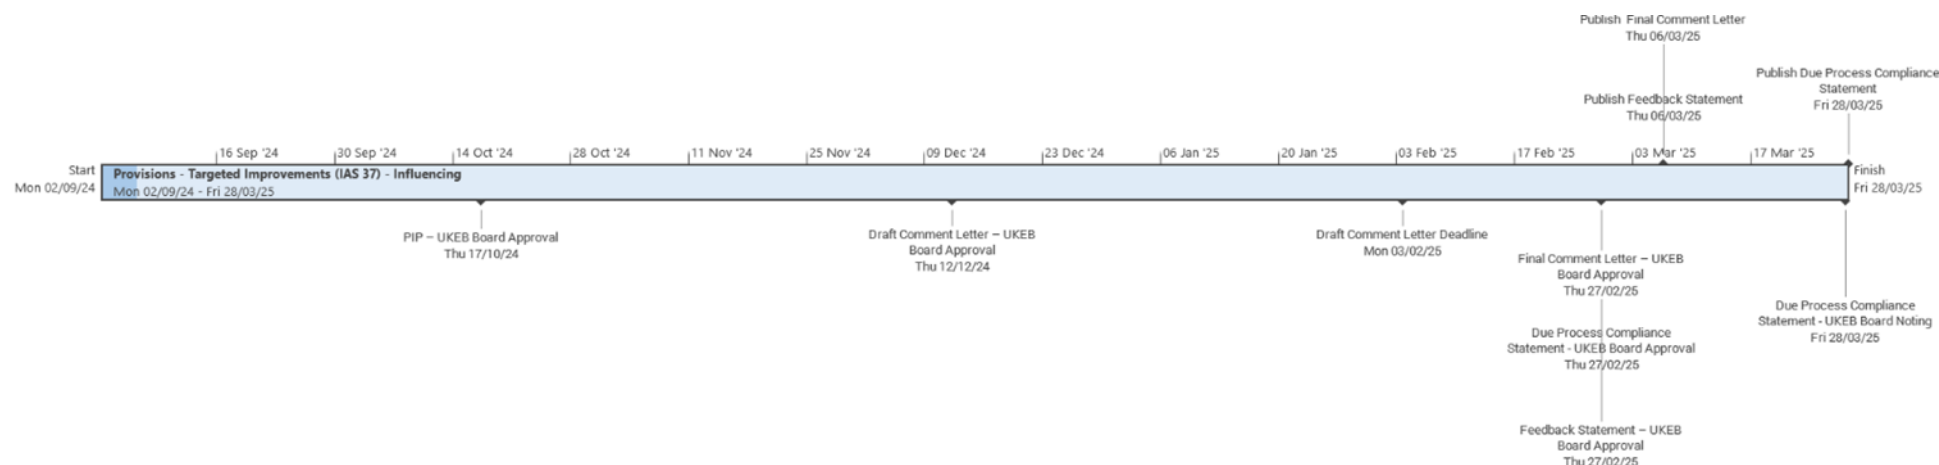 Publish Final Comment Letter
Thu 06/03/25
Publish Due Process Compliance
Statement
Fri 28/03/25
Publish Feedback Statement
Thu 06/03/25
16 Sep '24
30 Sep '24
14 Oct '24
28 Oct '24
11 Nov '24
25 Nov '24
09 Dec '24
23 Dec '24
06 Jan '25
20 Jan '25
03 Feb '25
17 Feb '25
03 Mar '25
17 Mar '25
Start
Mon 02/09/24
Provisions - Targeted Improvements (IAS 37) - Influencing
Mon 02/09/24 - Fri 28/03/25
Finish
Fri 28/03/25
PIP – UKEB Board Approval
Thu 17/10/24
Draft Comment Letter – UKEB
Board Approval
Thu 12/12/24
Draft Comment Letter Deadline
Mon 03/02/25
Final Comment Letter – UKEB
Board Approval
Thu 27/02/25
Due Process Compliance
Statement - UKEB Board Approval
Thu 27/02/25
Feedback Statement – UKEB
Board Approval
Thu 27/02/25
Due Process Compliance
Statement - UKEB Board Noting
Fri 28/03/25